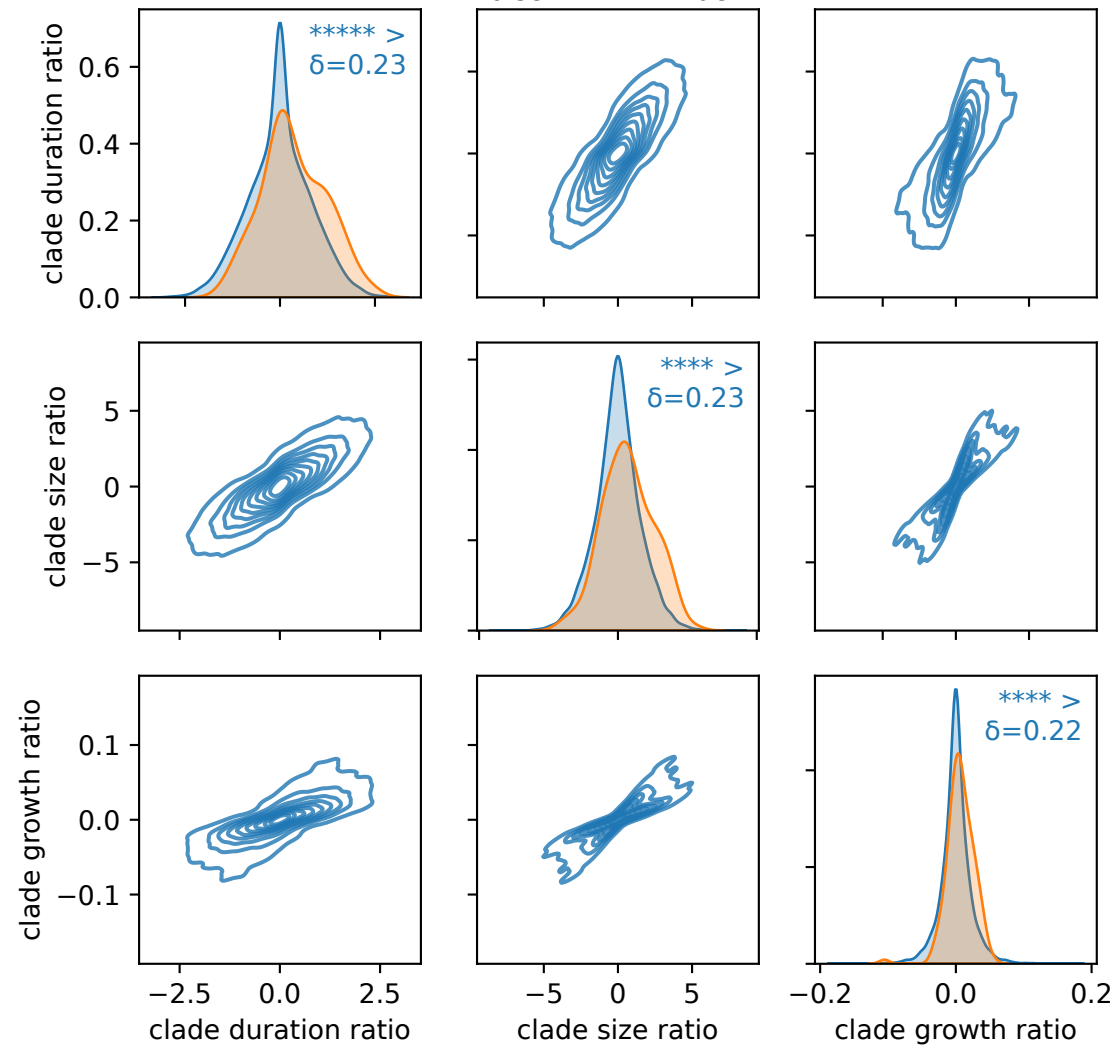 clade duration ratio
0.6
0.4
0.2
0.0
***** >
δ=0.23
clade size ratio
5
0
−5
**** >
δ=0.23
clade growth ratio
0.1
0.0
−0.1
**** >
δ=0.22
−2.5 0.0 2.5
−5 0 5
−0.2 0.0 0.2
clade duration ratio
clade size ratio
clade growth ratio